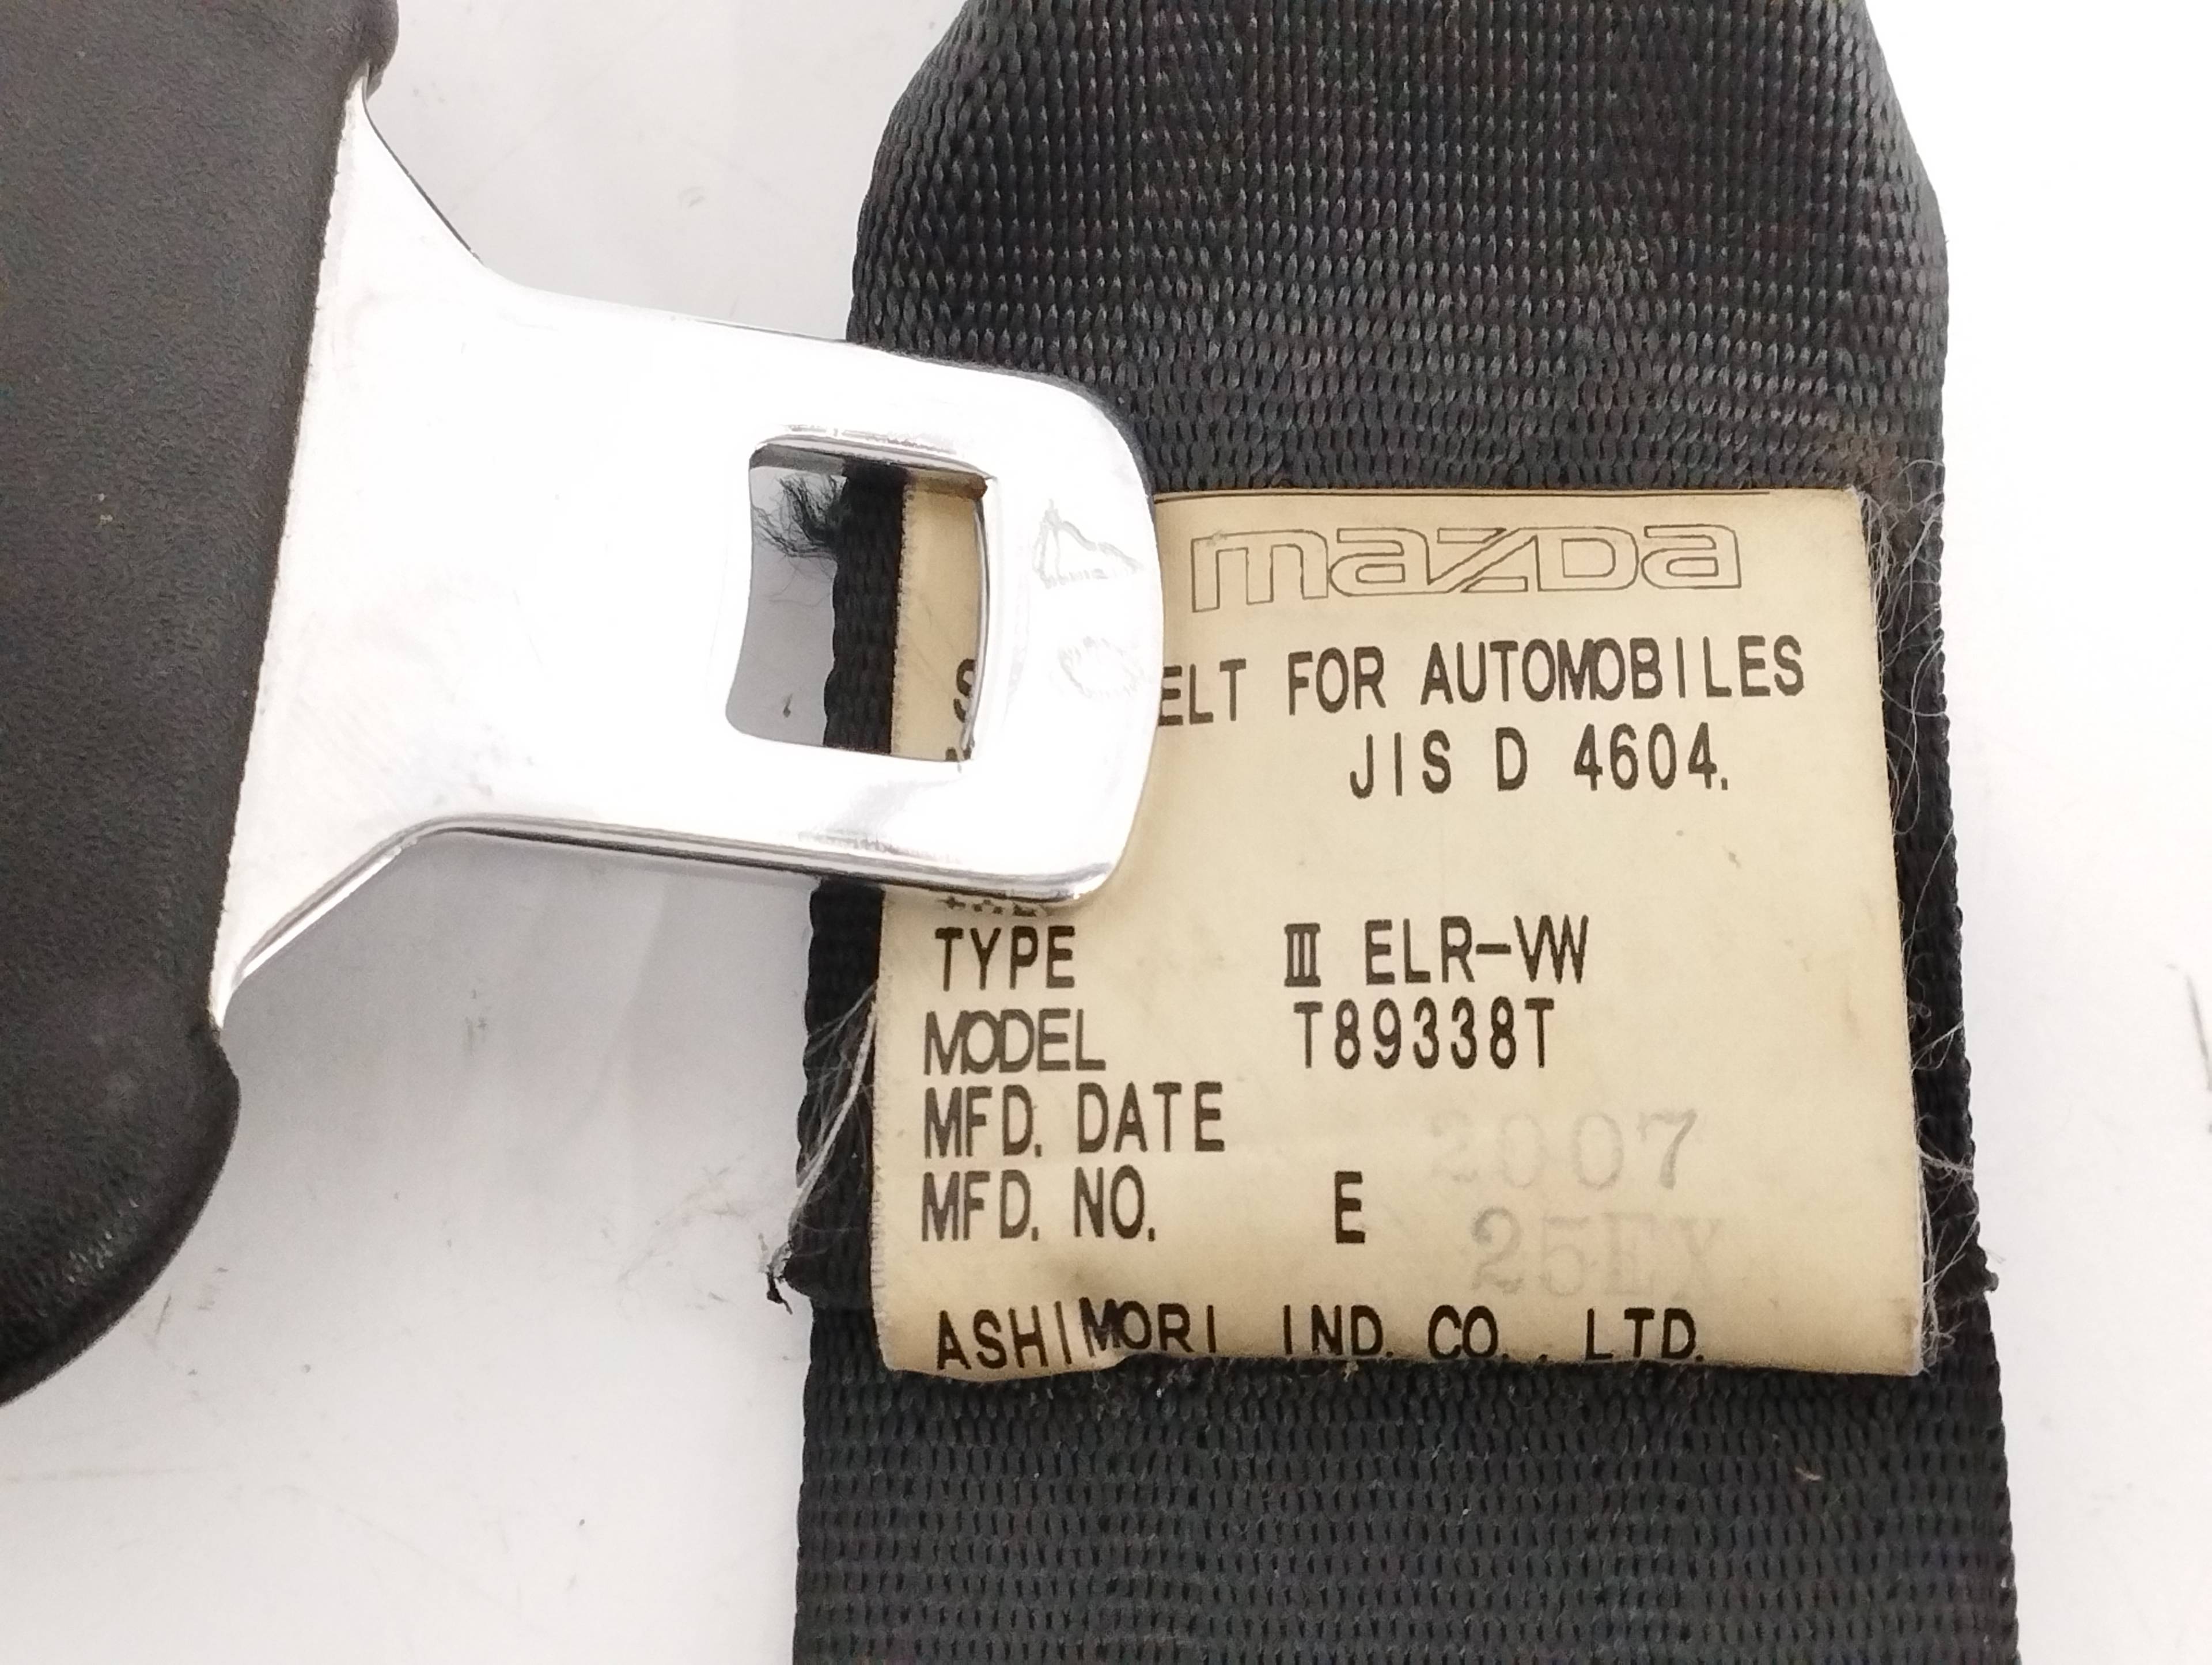 mazda
ELT FOR AUTOMOBILES
JIS D 4604.
TYPE Ⅲ ELR-VW
MODEL T89338T
MFD. DATE 2007
MFD. NO. E 25EX
ASHIMORI IND. CO., LTD.